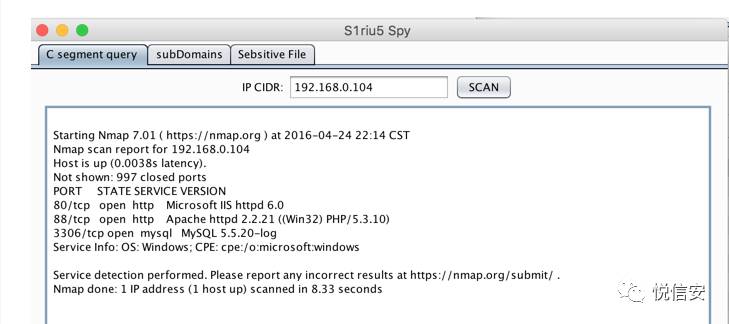 S1riu5 Spy
C segment query subDomains Sebsitive File
IP CIDR: 192.168.0.104 SCAN
Starting Nmap 7.01 ( https://nmap.org ) at 2016-04-24 22:14 CST
Nmap scan report for 192.168.0.104
Host is up (0.0038s latency).
Not shown: 997 closed ports
PORT STATE SERVICE VERSION
80/tcp open http Microsoft IIS httpd 6.0
88/tcp open http Apache httpd 2.2.21 ((Win32) PHP/5.3.10)
3306/tcp open mysql MySQL 5.5.20-log
Service Info: OS: Windows; CPE: cpe:/o:microsoft:windows
Service detection performed. Please report any incorrect results at https://nmap.org/submit/ .
Nmap done: 1 IP address (1 host up) scanned in 8.33 seconds
悦信安